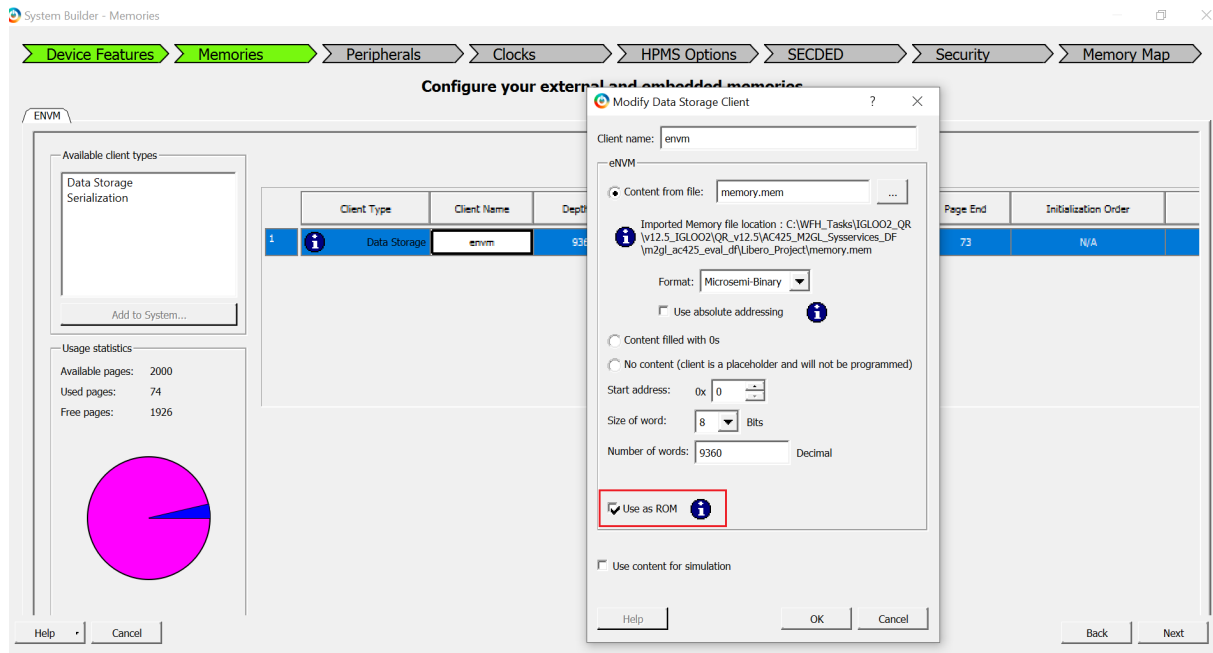 System Builder - Memories
Device Features
Memories
Peripherals
Clocks
HPMS Options
SECDED
Security
Memory Map
Configure your external and embedded memories
ENVM
Available client types
Data Storage
Serialization
Add to System...
Usage statistics
Available pages: 2000
Used pages: 74
Free pages: 1926
Client Type
Client Name
Depth
Page End
Initialization Order
1
Data Storage
envm
936
73
N/A
Modify Data Storage Client
?
Client name: envm
eNVM
Content from file: memory.mem ...
Imported Memory file location : C:\WFH_Tasks\IGLOO2_QR
\v12.5_IGLOO2\QR_v12.5\AC425_M2GL_Sysservices_DF
\m2gl_ac425_eval_df\Libero_Project\memory.mem
Format: Microsemi-Binary
Use absolute addressing
Content filled with 0s
No content (client is a placeholder and will not be programmed)
Start address: 0x 0
Size of word: 8 Bits
Number of words: 9360 Decimal
Use as ROM
Use content for simulation
Help
OK
Cancel
Help
Cancel
Back
Next